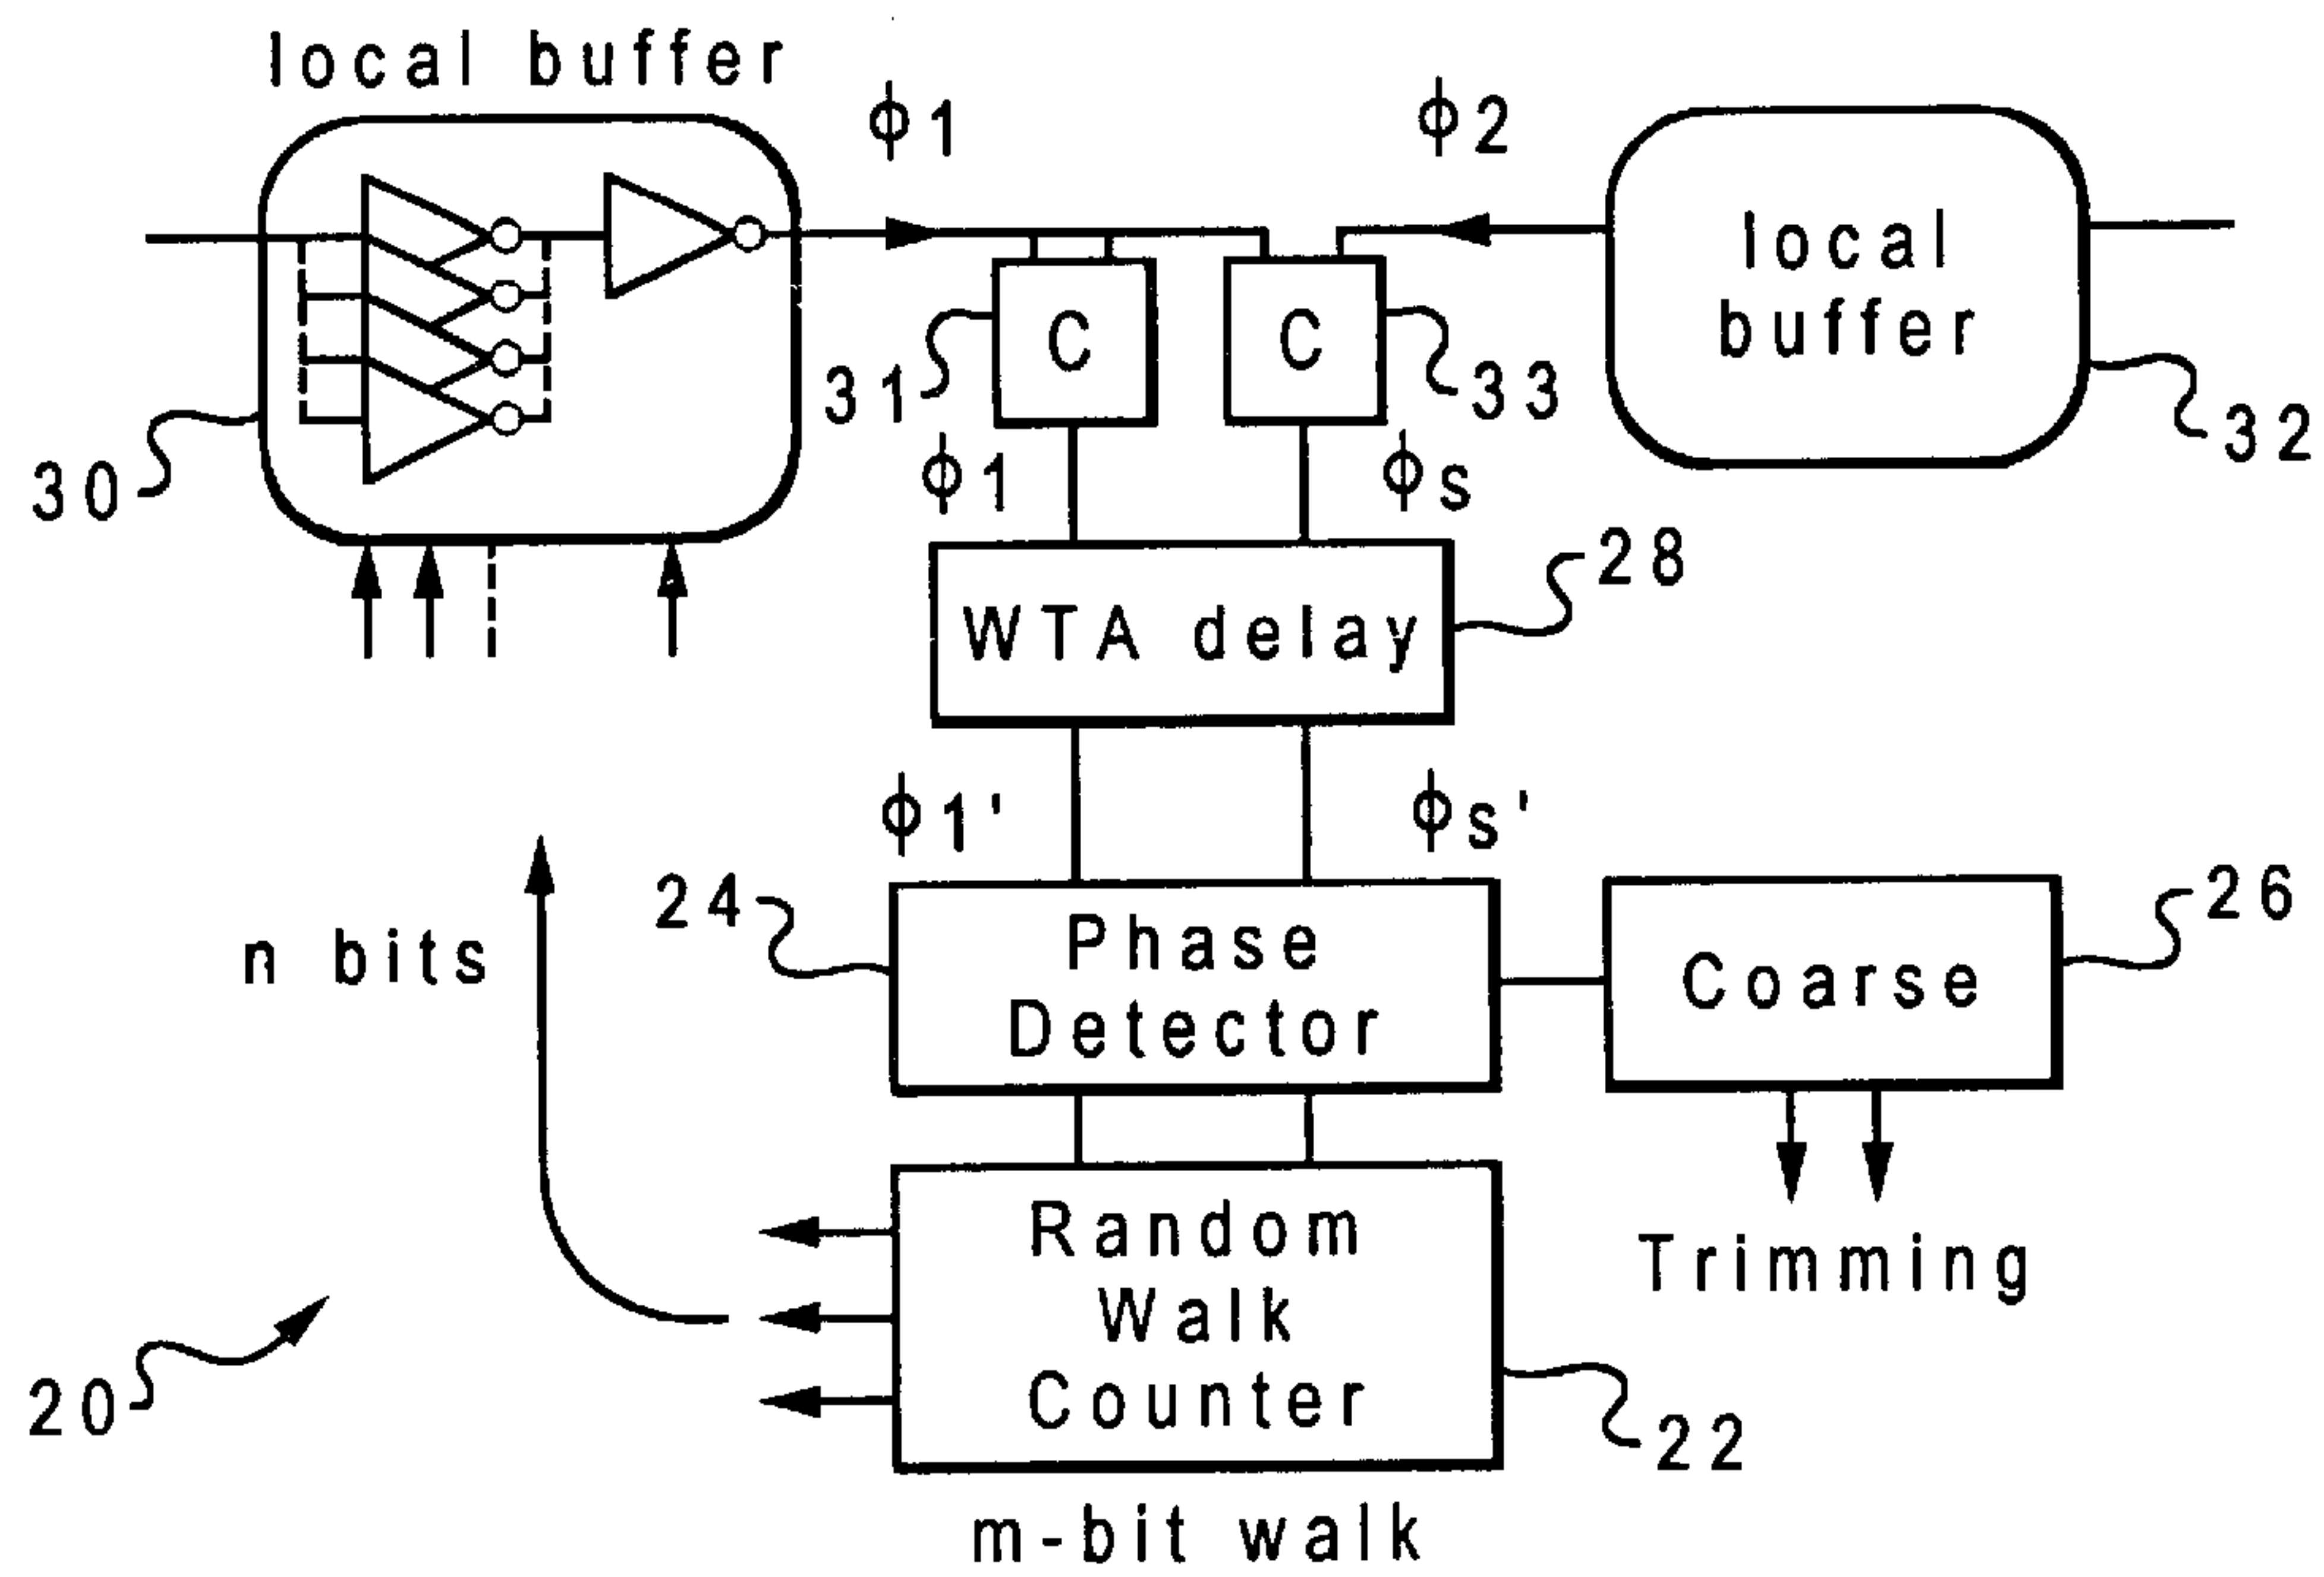 local buffer
ϕ1
ϕ2
local
buffer
C
C
31
33
30
32
ϕ1
ϕs
28
WTA delay
ϕ1'
ϕs'
24
26
n bits
Phase
Detector
Coarse
Random
Walk
Counter
Trimming
20
22
m-bit walk